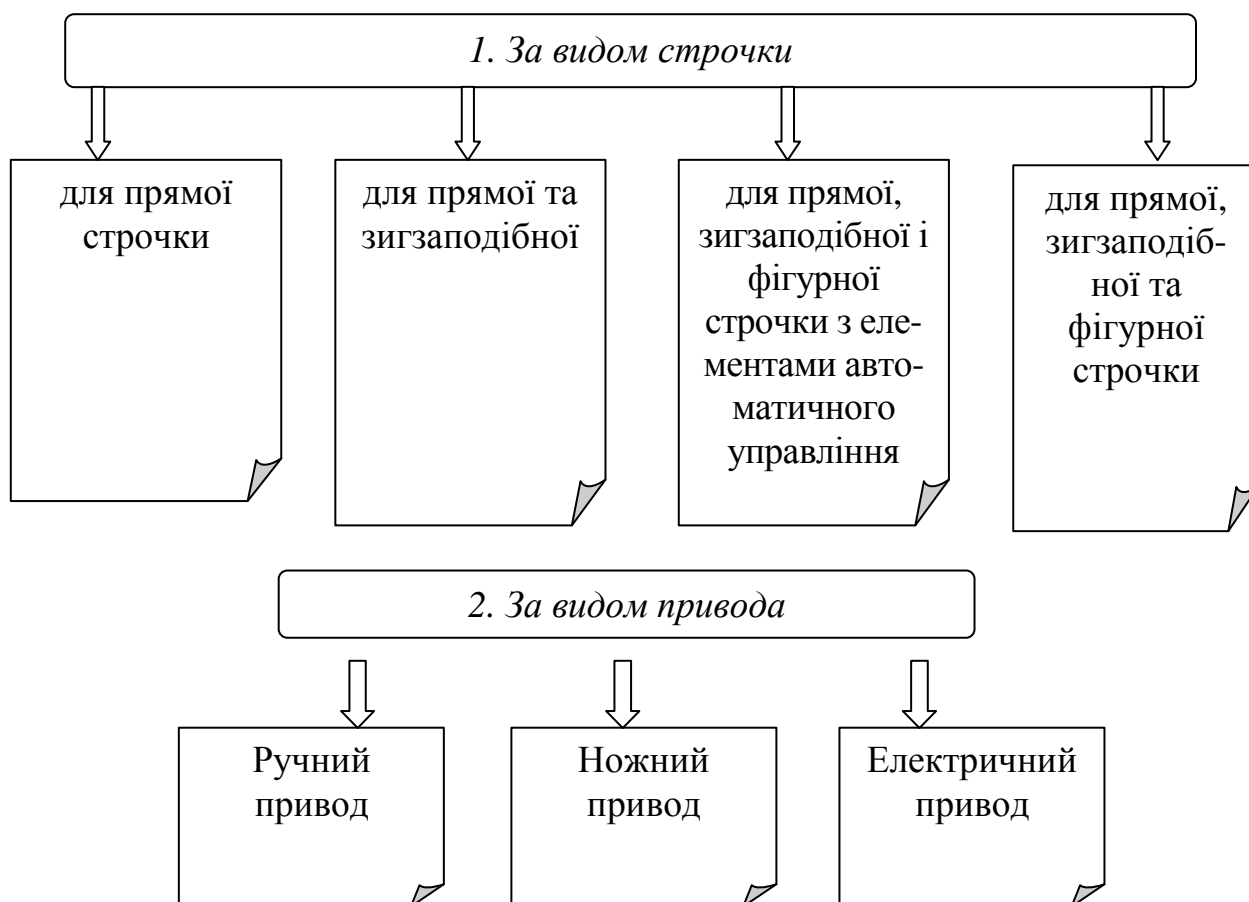 1. За видом строчки
для прямої
строчки
для прямої та
зигзаподібної
для прямої,
зигзаподібної і
фігурної
строчки з еле-
ментами авто-
матичного
управління
для прямої,
зигзаподіб-
ної та
фігурної
строчки
2. За видом привода
Ручний
привод
Ножний
привод
Електричний
привод